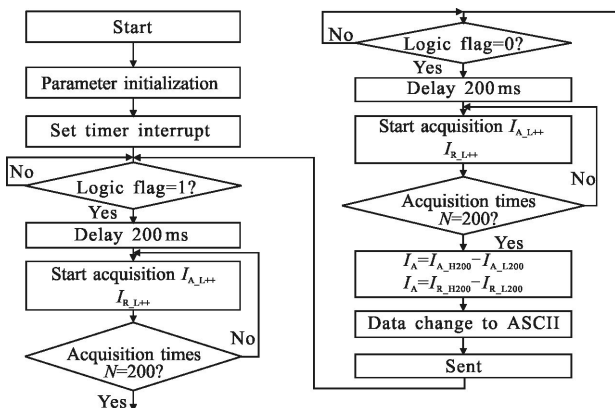 Start
Parameter initialization
Set timer interrupt
No
Logic flag=1?
Yes
Delay 200 ms
Start acquisition I_A_L++
I_R_L++
No
Acquisition times
N=200?
Yes
No
Logic flag=0?
Yes
Delay 200 ms
Start acquisition I_A_L++
I_R_L++
No
Acquisition times
N=200?
Yes
I_A=I_A_H200−I_A_L200
I_A=I_R_H200−I_R_L200
Data change to ASCII
Sent